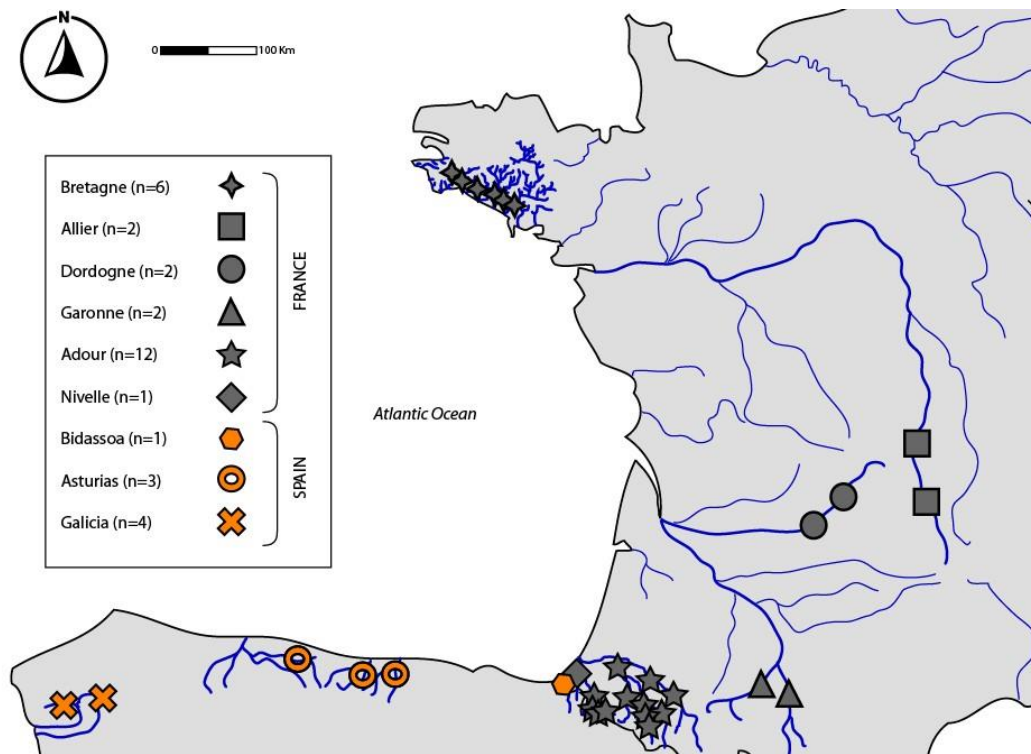 N
0 100 Km
Bretagne (n=6)
Allier (n=2)
Dordogne (n=2)
Garonne (n=2)
Adour (n=12)
Nivelle (n=1)
FRANCE
Bidassoa (n=1)
Asturias (n=3)
Galicia (n=4)
SPAIN
Atlantic Ocean